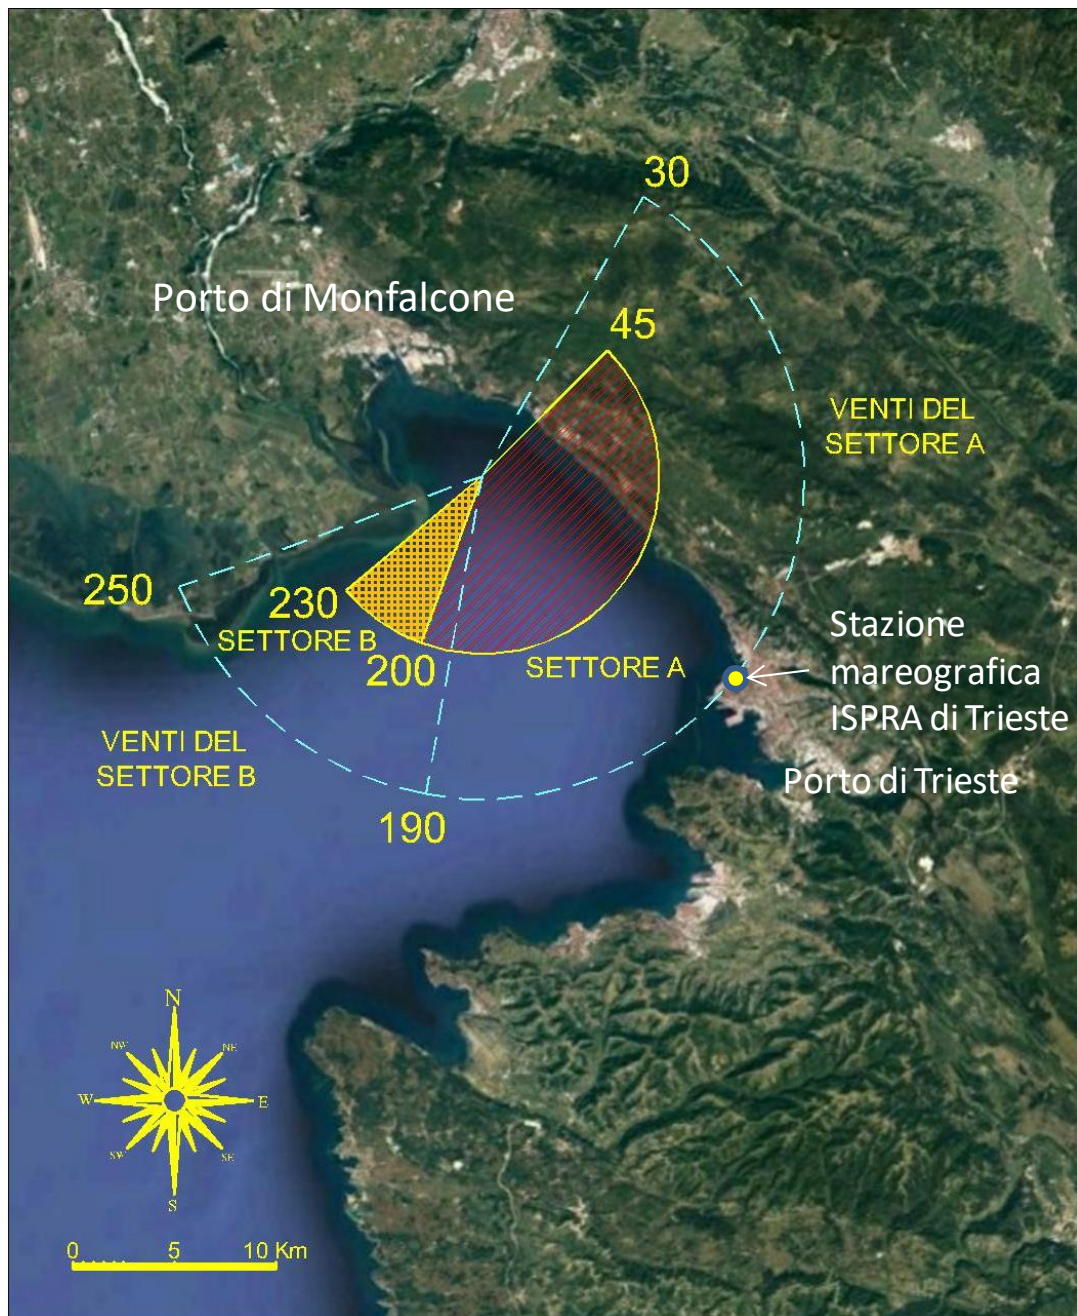 30
Porto di Monfalcone
45
VENTI DEL
SETTORE A
250
230
SETTORE B
200
SETTORE A
Stazione
mareografica
ISPRA di Trieste
VENTI DEL
SETTORE B
190
Porto di Trieste
N
NW
NE
W
E
SW
SE
S
0 5 10 Km